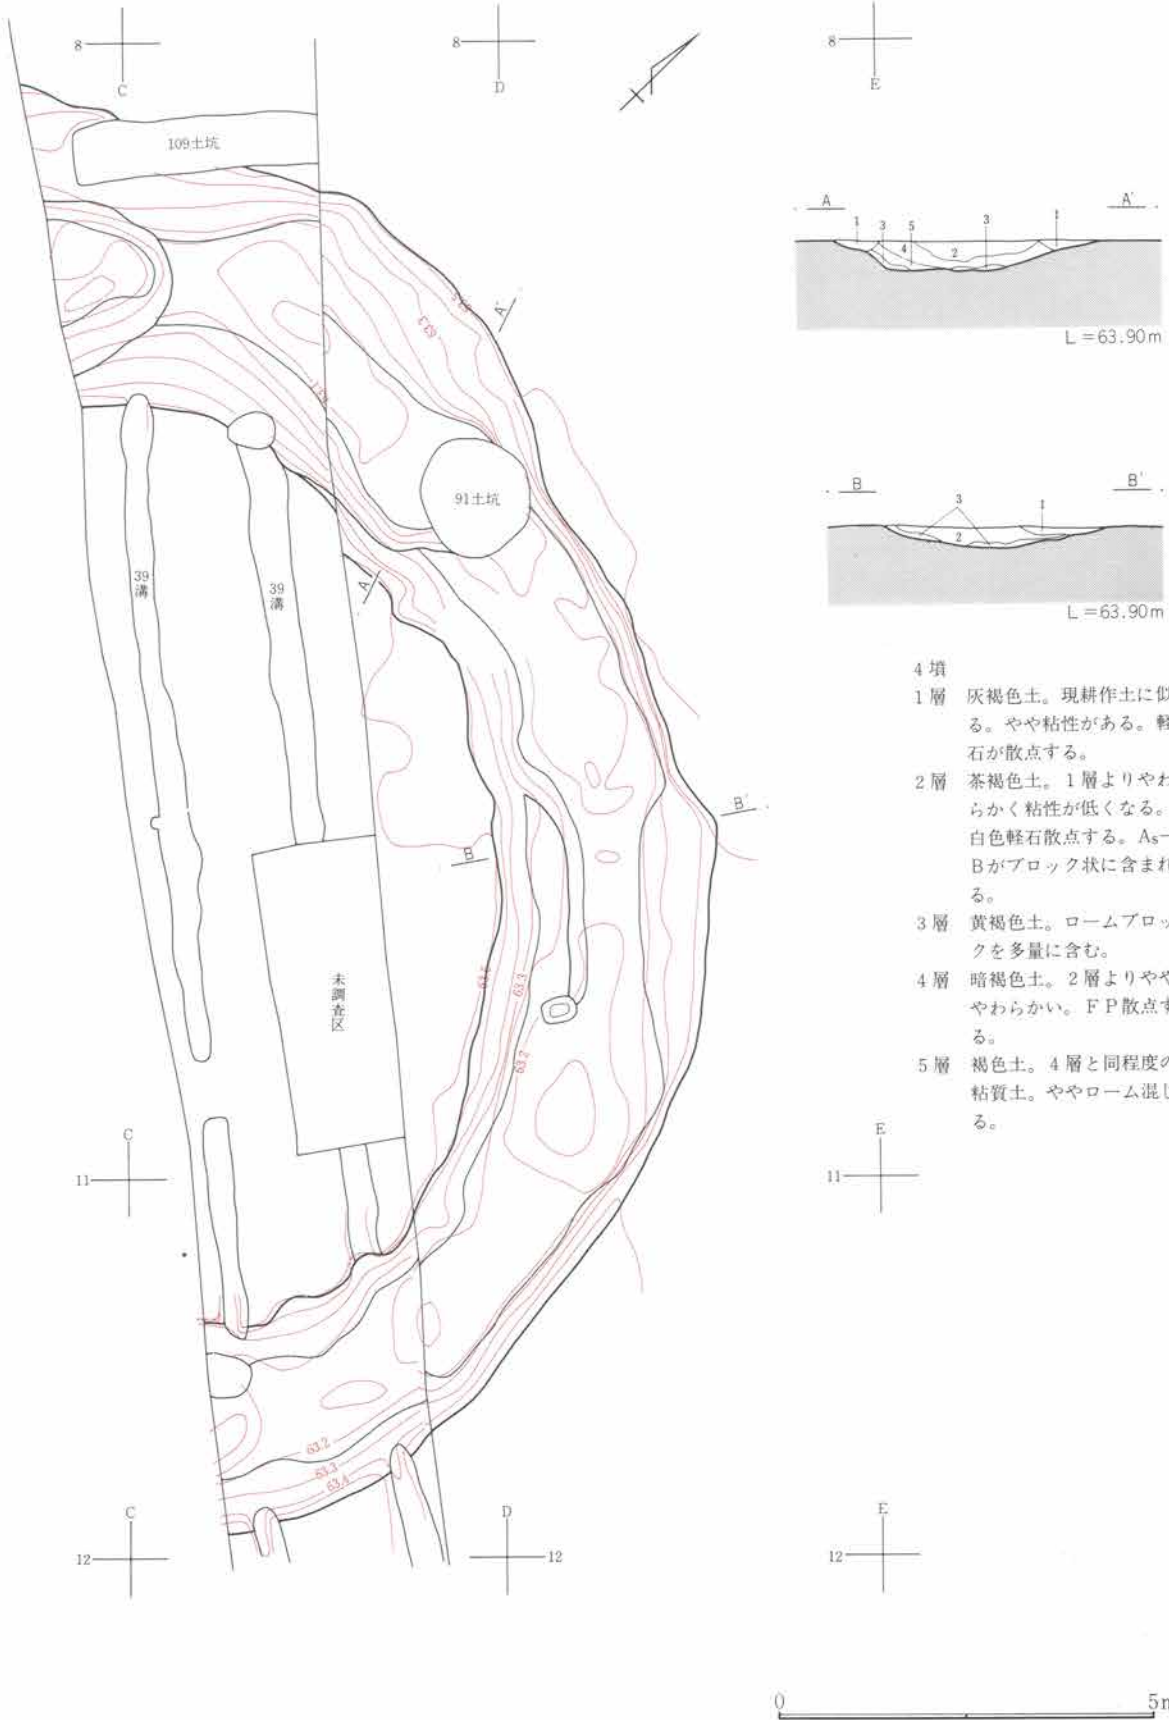 8 8 8
C D E
109土坑
A A'
1 3 5 3 1
4 2
L＝63.90m
A'
63.5
63.3
63.1
91土坑
B B'
3 1
2
L＝63.90m
A
39溝
39溝
4墳
1層 灰褐色土。現耕作土に似
る。やや粘性がある。軽
石が散点する。
2層 茶褐色土。1層よりやわ
らかく粘性が低くなる。
白色軽石散点する。As－
Bがブロック状に含まれ
る。
3層 黄褐色土。ロームブロッ
クを多量に含む。
4層 暗褐色土。2層よりやや
やわらかい。FP散点す
る。
5層 褐色土。4層と同程度の
粘質土。ややローム混じ
る。
B'
B
未調査区
63.3
63.2
C E
11 11
63.2
63.3
63.4
C D E
12 12 12
0 5m